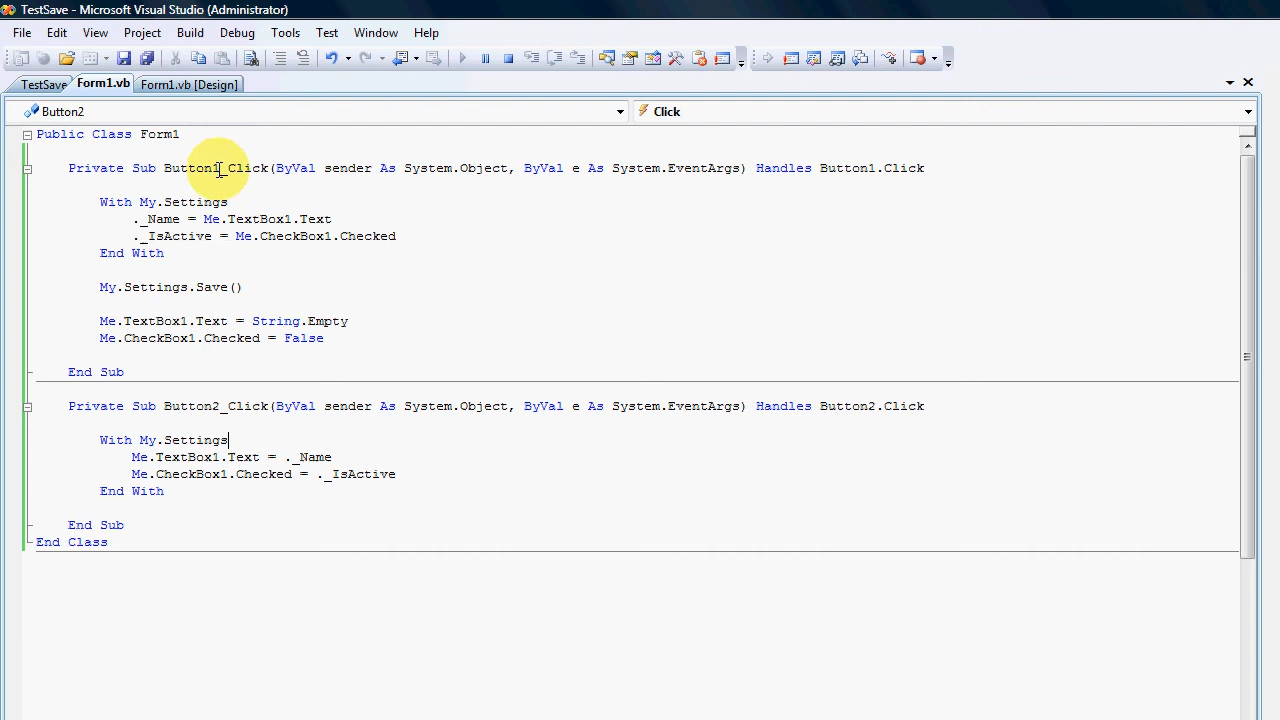 TestSave - Microsoft Visual Studio (Administrator)
File Edit View Project Build Debug Tools Test Window Help
TestSave Form1.vb Form1.vb [Design]
Button2 Click
Public Class Form1
Private Sub Button1_Click(ByVal sender As System.Object, ByVal e As System.EventArgs) Handles Button1.Click
With My.Settings
._Name = Me.TextBox1.Text
._IsActive = Me.CheckBox1.Checked
End With
My.Settings.Save()
Me.TextBox1.Text = String.Empty
Me.CheckBox1.Checked = False
End Sub
Private Sub Button2_Click(ByVal sender As System.Object, ByVal e As System.EventArgs) Handles Button2.Click
With My.Settings
Me.TextBox1.Text = ._Name
Me.CheckBox1.Checked = ._IsActive
End With
End Sub
End Class